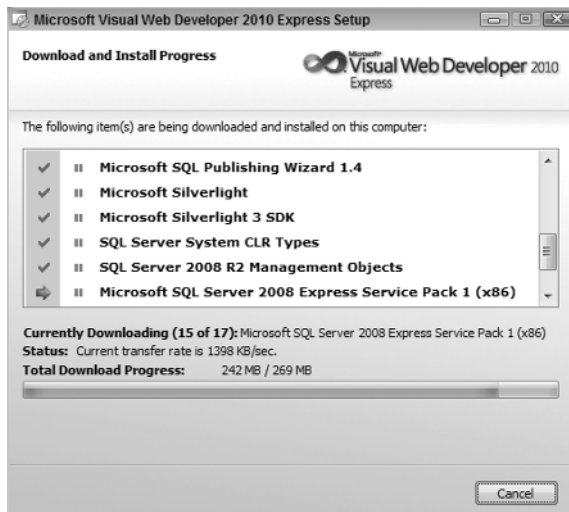 Microsoft Visual Web Developer 2010 Express Setup
Download and Install Progress
Microsoft
Visual Web Developer 2010
Express
The following item(s) are being downloaded and installed on this computer:
Microsoft SQL Publishing Wizard 1.4
Microsoft Silverlight
Microsoft Silverlight 3 SDK
SQL Server System CLR Types
SQL Server 2008 R2 Management Objects
Microsoft SQL Server 2008 Express Service Pack 1 (x86)
Currently Downloading (15 of 17): Microsoft SQL Server 2008 Express Service Pack 1 (x86)
Status: Current transfer rate is 1398 KB/sec.
Total Download Progress: 242 MB / 269 MB
Cancel